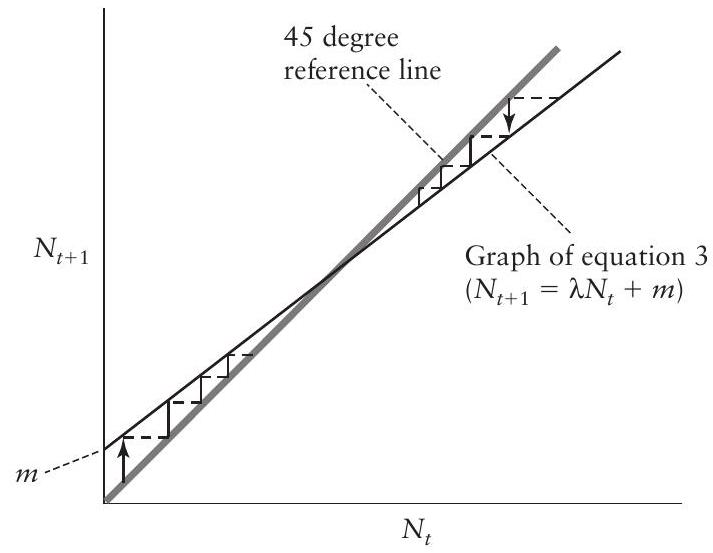 45 degree
reference line
N_{t+1}
Graph of equation 3
(N_{t+1} = λN_t + m)
m
N_t